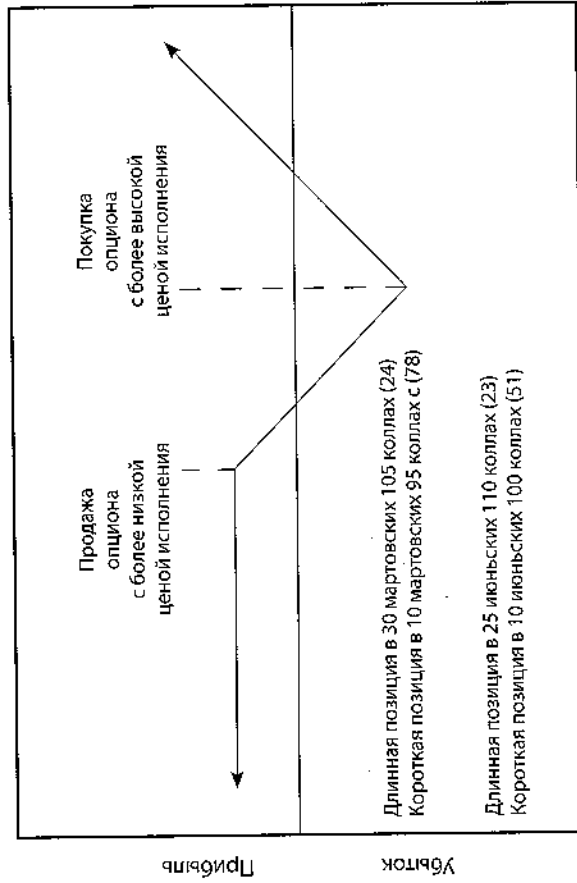 Прибыль
Убыток
Продажа
опциона
с более низкой
ценой исполнения
Покупка
опциона
с более высокой
ценой исполнения
Длинная позиция в 30 мартовских 105 коллах (24)
Короткая позиция в 10 мартовских 95 коллах с (78)
Длинная позиция в 25 июньских 110 коллах (23)
Короткая позиция в 10 июньских 100 коллах (51)